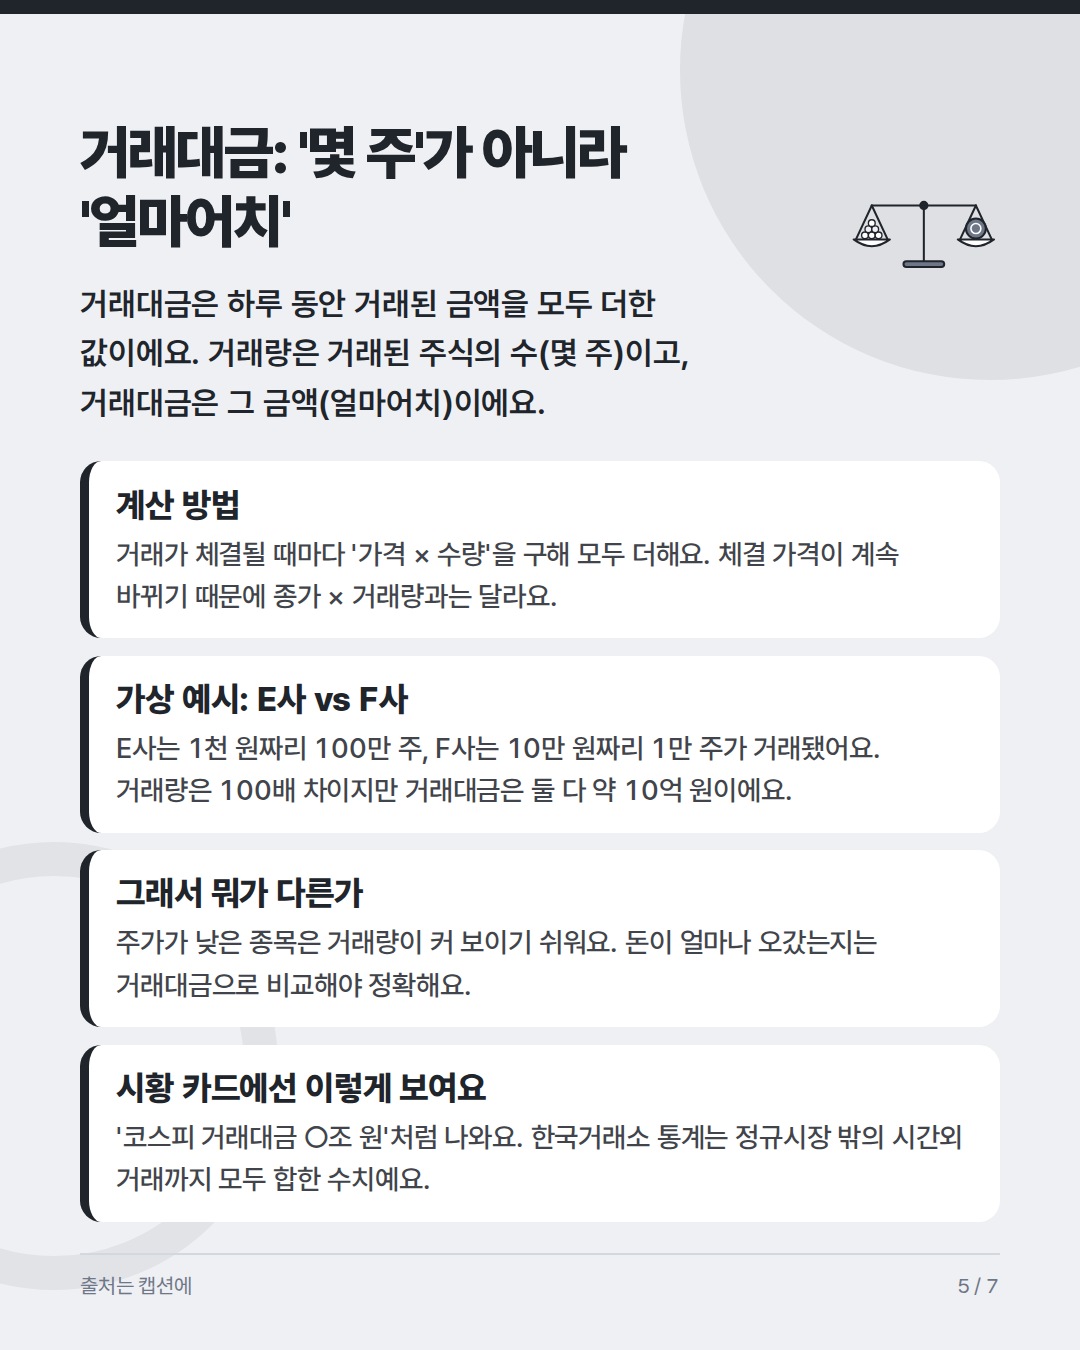 거래대금: '몇 주'가 아니라
'얼마어치'
거래대금은 하루 동안 거래된 금액을 모두 더한
값이에요. 거래량은 거래된 주식의 수(몇 주)이고,
거래대금은 그 금액(얼마어치)이에요.
계산 방법
거래가 체결될 때마다 '가격 × 수량'을 구해 모두 더해요. 체결 가격이 계속
바뀌기 때문에 종가 × 거래량과는 달라요.
가상 예시: E사 vs F사
E사는 1천 원짜리 100만 주, F사는 10만 원짜리 1만 주가 거래됐어요.
거래량은 100배 차이지만 거래대금은 둘 다 약 10억 원이에요.
그래서 뭐가 다른가
주가가 낮은 종목은 거래량이 커 보이기 쉬워요. 돈이 얼마나 오갔는지는
거래대금으로 비교해야 정확해요.
시황 카드에선 이렇게 보여요
'코스피 거래대금 〇조 원'처럼 나와요. 한국거래소 통계는 정규시장 밖의 시간외
거래까지 모두 합한 수치예요.
출처는 캡션에
5 / 7